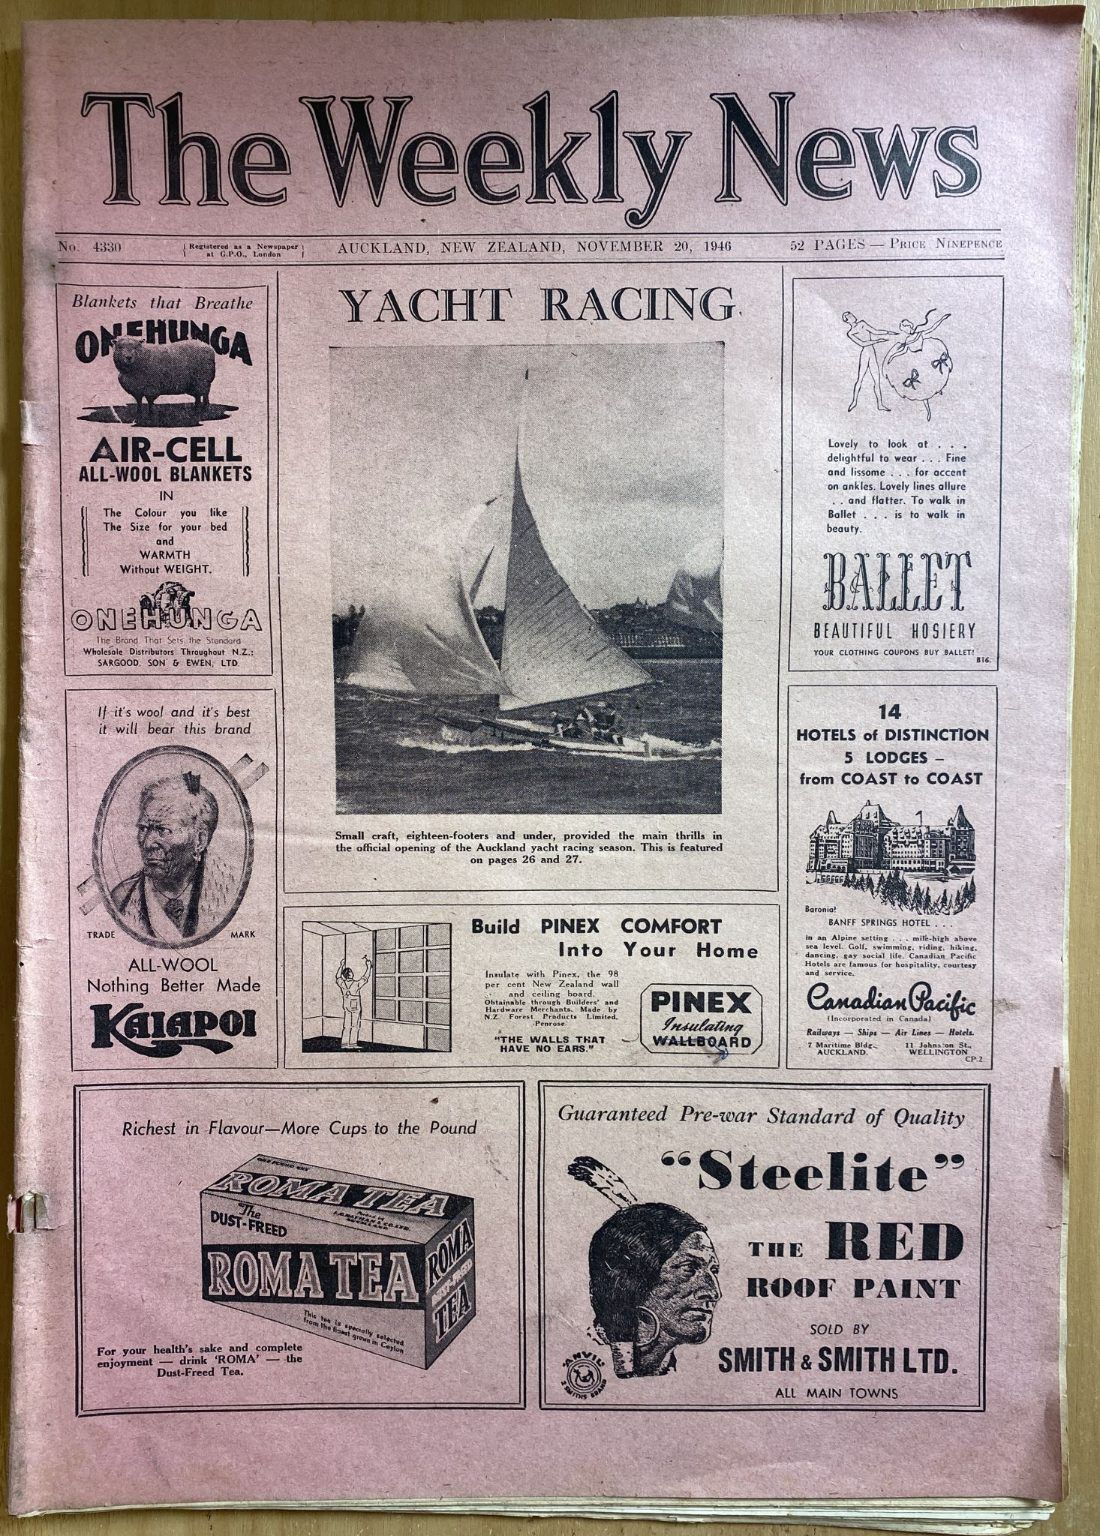 The Weekly News
No. 4330
Registered as a Newspaper
at G.P.O., London
AUCKLAND, NEW ZEALAND, NOVEMBER 20, 1946
52 PAGES — PRICE NINEPENCE
Blankets that Breathe
ONEHUNGA
AIR-CELL
ALL-WOOL BLANKETS
IN
The Colour you like
The Size for your bed
and
WARMTH
Without WEIGHT.
ONEHUNGA
The Brand That Sets the Standard
Wholesale Distributors Throughout N.Z.:
SARGOOD, SON & EWEN, LTD
If it's wool and it's best
it will bear this brand
TRADE MARK
ALL-WOOL
Nothing Better Made
KAIAPOI
YACHT RACING
Small craft, eighteen-footers and under, provided the main thrills in
the official opening of the Auckland yacht racing season. This is featured
on pages 26 and 27.
Build PINEX COMFORT
Into Your Home
Insulate with Pinex, the 98
per cent New Zealand wall
and ceiling board.
Obtainable through Builders' and
Hardware Merchants. Made by
N.Z. Forest Products Limited,
Penrose
"THE WALLS THAT
HAVE NO EARS."
PINEX
Insulating
WALLBOARD
Lovely to look at . . .
delightful to wear . . . Fine
and lissome . . . for accent
on ankles. Lovely lines allure
. . and flatter. To walk in
Ballet . . . is to walk in
beauty.
BALLET
BEAUTIFUL HOSIERY
YOUR CLOTHING COUPONS BUY BALLET!
B16.
14
HOTELS of DISTINCTION
5 LODGES –
from COAST to COAST
Baronial
BANFF SPRINGS HOTEL . . .
in an Alpine setting . . . mile-high above
sea level. Golf, swimming, riding, hiking,
dancing, gay social life. Canadian Pacific
Hotels are famous for hospitality, courtesy
and service.
Canadian Pacific
(Incorporated in Canada)
Railways — Ships — Air Lines — Hotels.
7 Maritime Bldg., 11 Johnston St.,
AUCKLAND. WELLINGTON
CP.2
Richest in Flavour—More Cups to the Pound
ROMA TEA
"The
DUST-FREED
ROMA TEA
This tea is specially selected
from the finest grown in Ceylon
ROMA
TEA
For your health's sake and complete
enjoyment — drink 'ROMA' — the
Dust-Freed Tea.
Guaranteed Pre-war Standard of Quality
"Steelite"
THE RED
ROOF PAINT
SOLD BY
SMITH & SMITH LTD.
ALL MAIN TOWNS
"ANVIL"
2 SMITHS BRAND